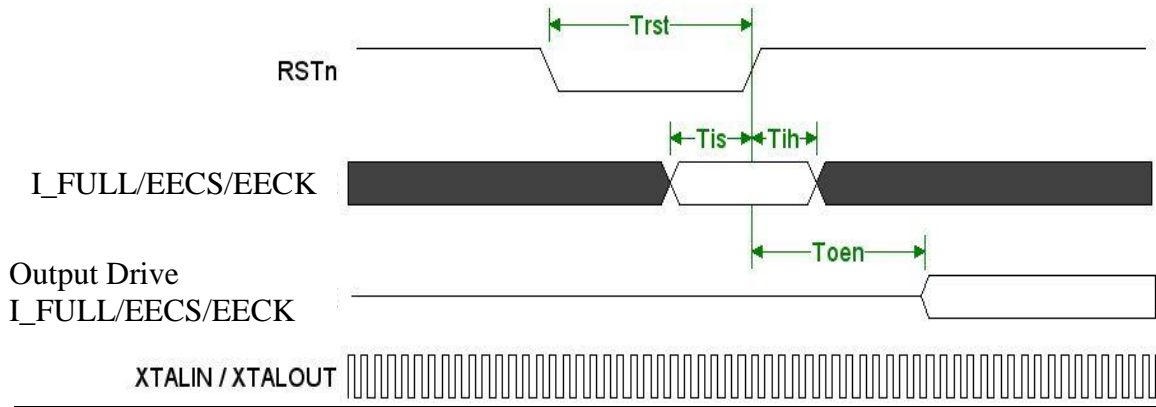 Trst
RSTn
Tis Tih
I_FULL/EECS/EECK
Toen
Output Drive
I_FULL/EECS/EECK
XTALIN / XTALOUT